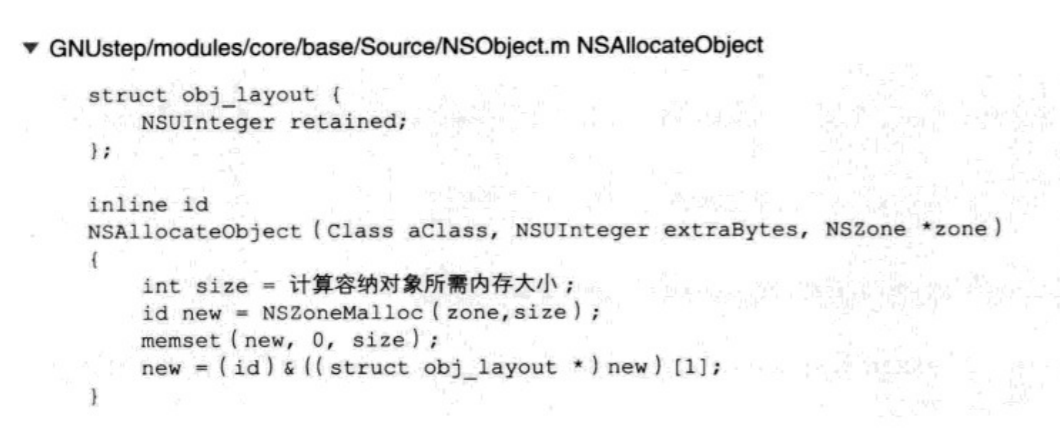 ▼ GNUstep/modules/core/base/Source/NSObject.m NSAllocateObject
struct obj_layout {
    NSUInteger retained;
};

inline id
NSAllocateObject (Class aClass, NSUInteger extraBytes, NSZone *zone)
{
    int size = 计算容纳对象所需内存大小;
    id new = NSZoneMalloc (zone,size);
    memset (new, 0, size);
    new = (id) & ((struct obj_layout *) new) [1];
}